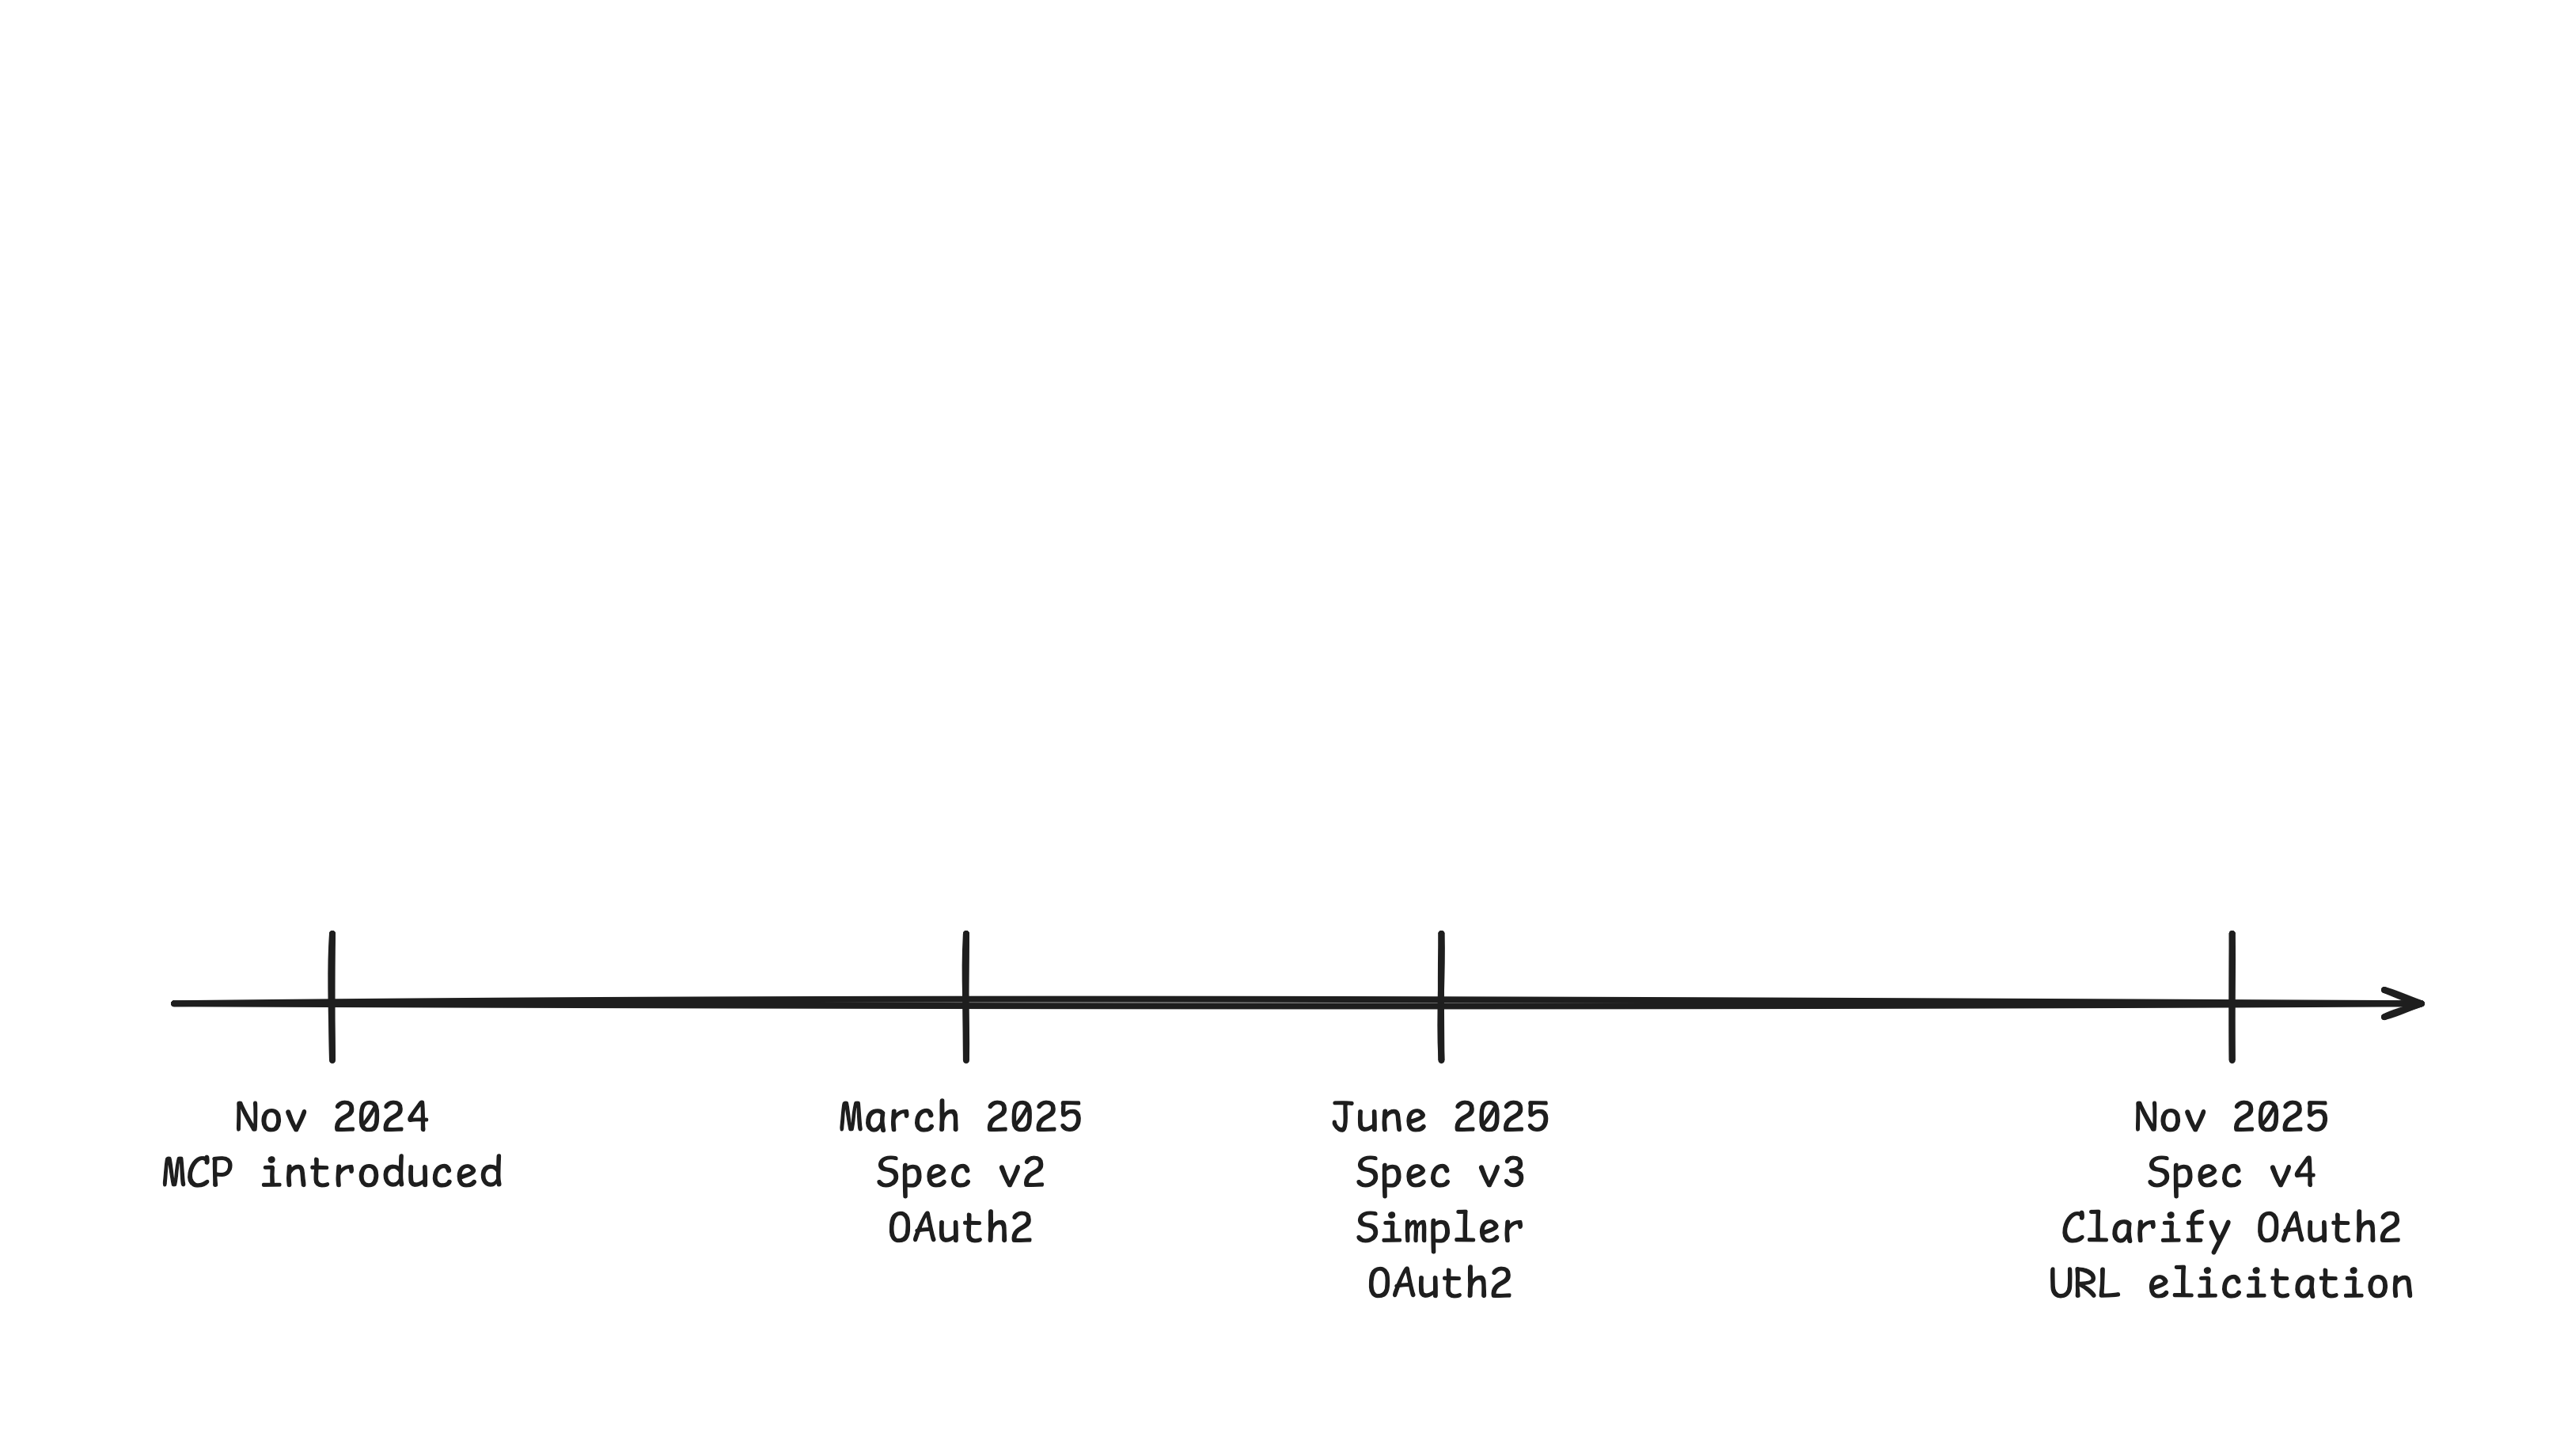 Nov 2024
MCP introduced
March 2025
Spec v2
OAuth2
June 2025
Spec v3
Simpler
OAuth2
Nov 2025
Spec v4
Clarify OAuth2
URL elicitation